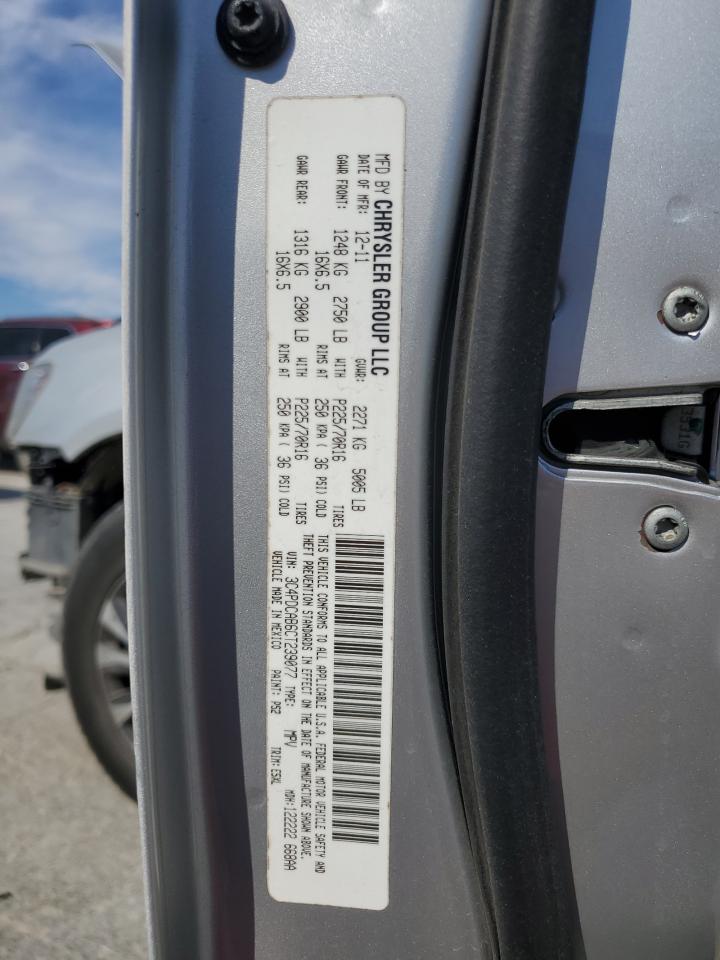 MFD BY CHRYSLER GROUP LLC
DATE OF MFR: 12-11 GVWR: 2271 KG 5005 LB
GAWR FRONT: 1248 KG 2750 LB WITH P225/70R16 TIRES
16X6.5 RIMS AT 250 KPA ( 36 PSI) COLD
GAWR REAR: 1316 KG 2900 LB WITH P225/70R16 TIRES
16X6.5 RIMS AT 250 KPA ( 36 PSI) COLD
THIS VEHICLE CONFORMS TO ALL APPLICABLE U.S.A. FEDERAL MOTOR VEHICLE SAFETY AND
THEFT PREVENTION STANDARDS IN EFFECT ON THE DATE OF MANUFACTURE SHOWN ABOVE.
VIN: 3C4PDCAB6CT239077 TYPE: MPV MDH: 122222 668AA
VEHICLE MADE IN MEXICO PAINT: PS2 TRIM: E5XL